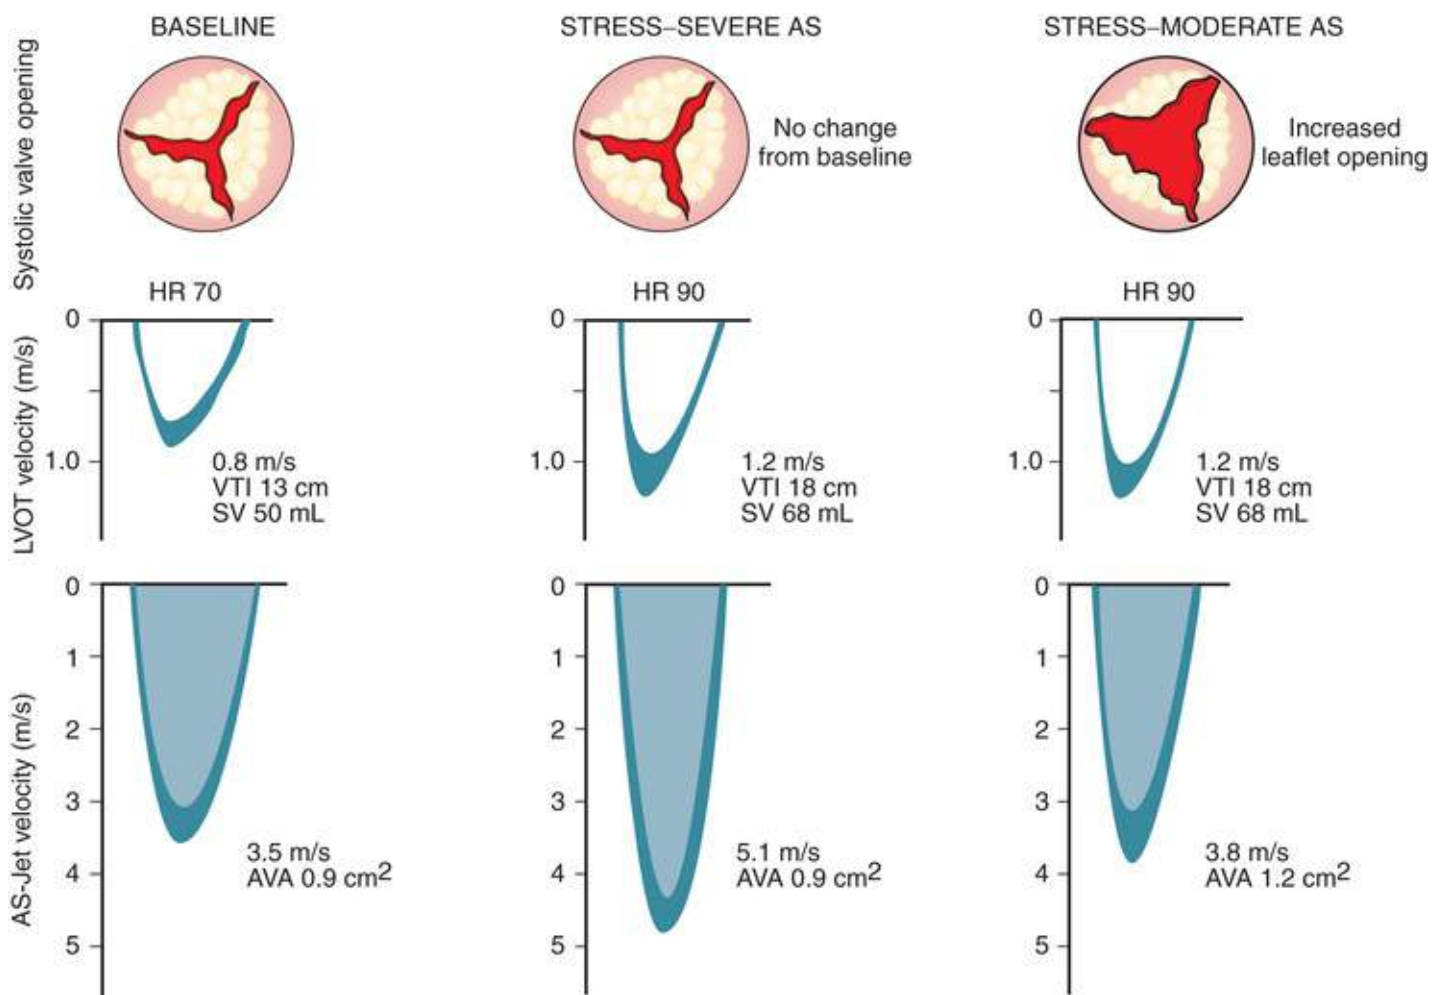 BASELINE
STRESS–SEVERE AS
STRESS–MODERATE AS
Systolic valve opening
No change
from baseline
Increased
leaflet opening
HR 70
HR 90
HR 90
LVOT velocity (m/s)
0
1.0
0.8 m/s
VTI 13 cm
SV 50 mL
0
1.0
1.2 m/s
VTI 18 cm
SV 68 mL
0
1.0
1.2 m/s
VTI 18 cm
SV 68 mL
AS-Jet velocity (m/s)
0
1
2
3
4
5
3.5 m/s
AVA 0.9 cm2
0
1
2
3
4
5
5.1 m/s
AVA 0.9 cm2
0
1
2
3
4
5
3.8 m/s
AVA 1.2 cm2